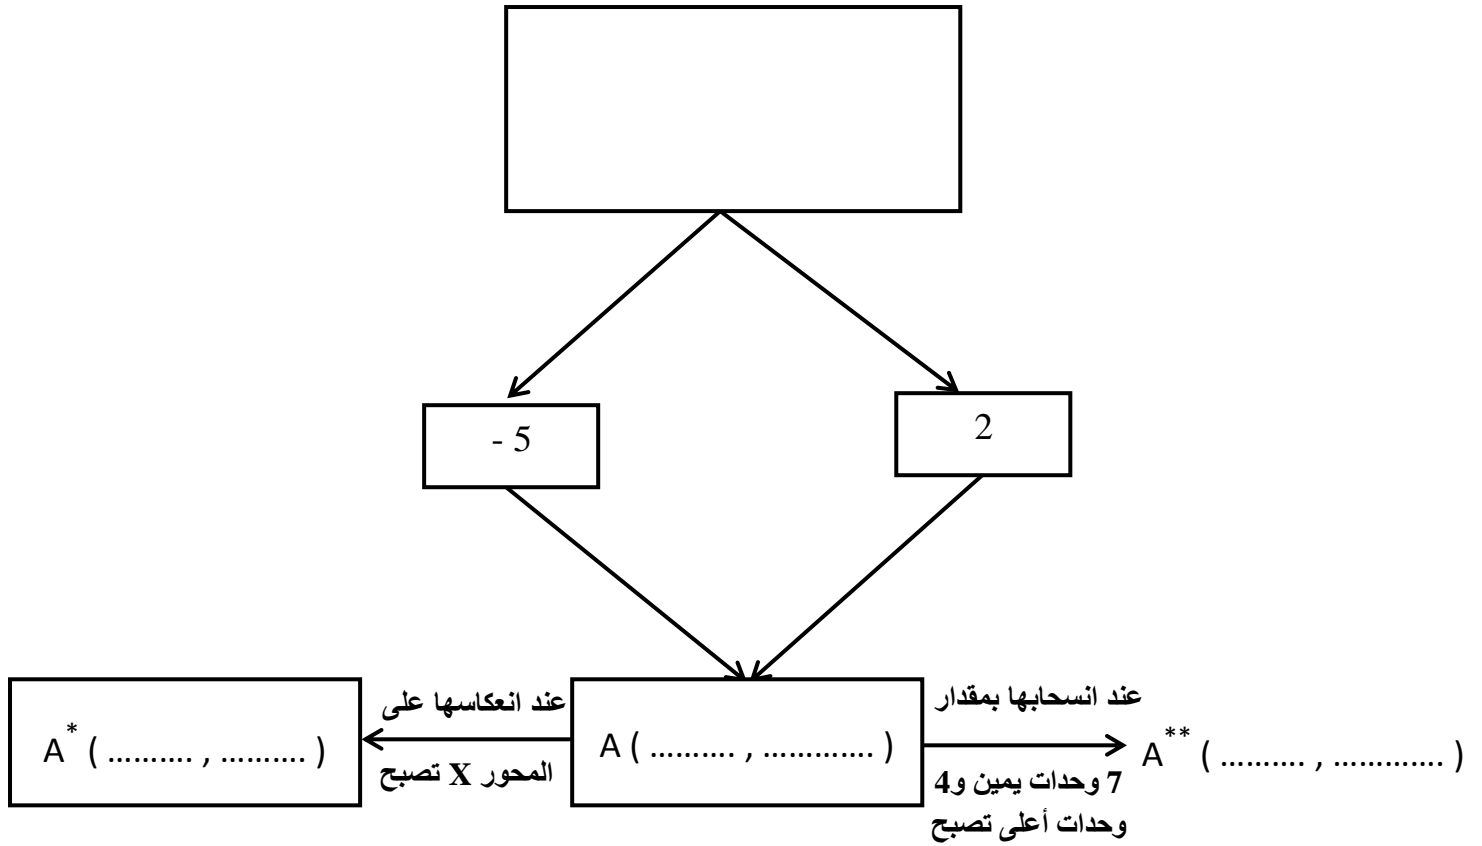 - 5
2
عند انعكاسها على
المحور X تصبح
A* ( .......... , .......... )
A ( .......... , ............. )
عند انسحابها بمقدار
7 وحدات يمين و4
وحدات أعلى تصبح
A** ( .......... , ............. )